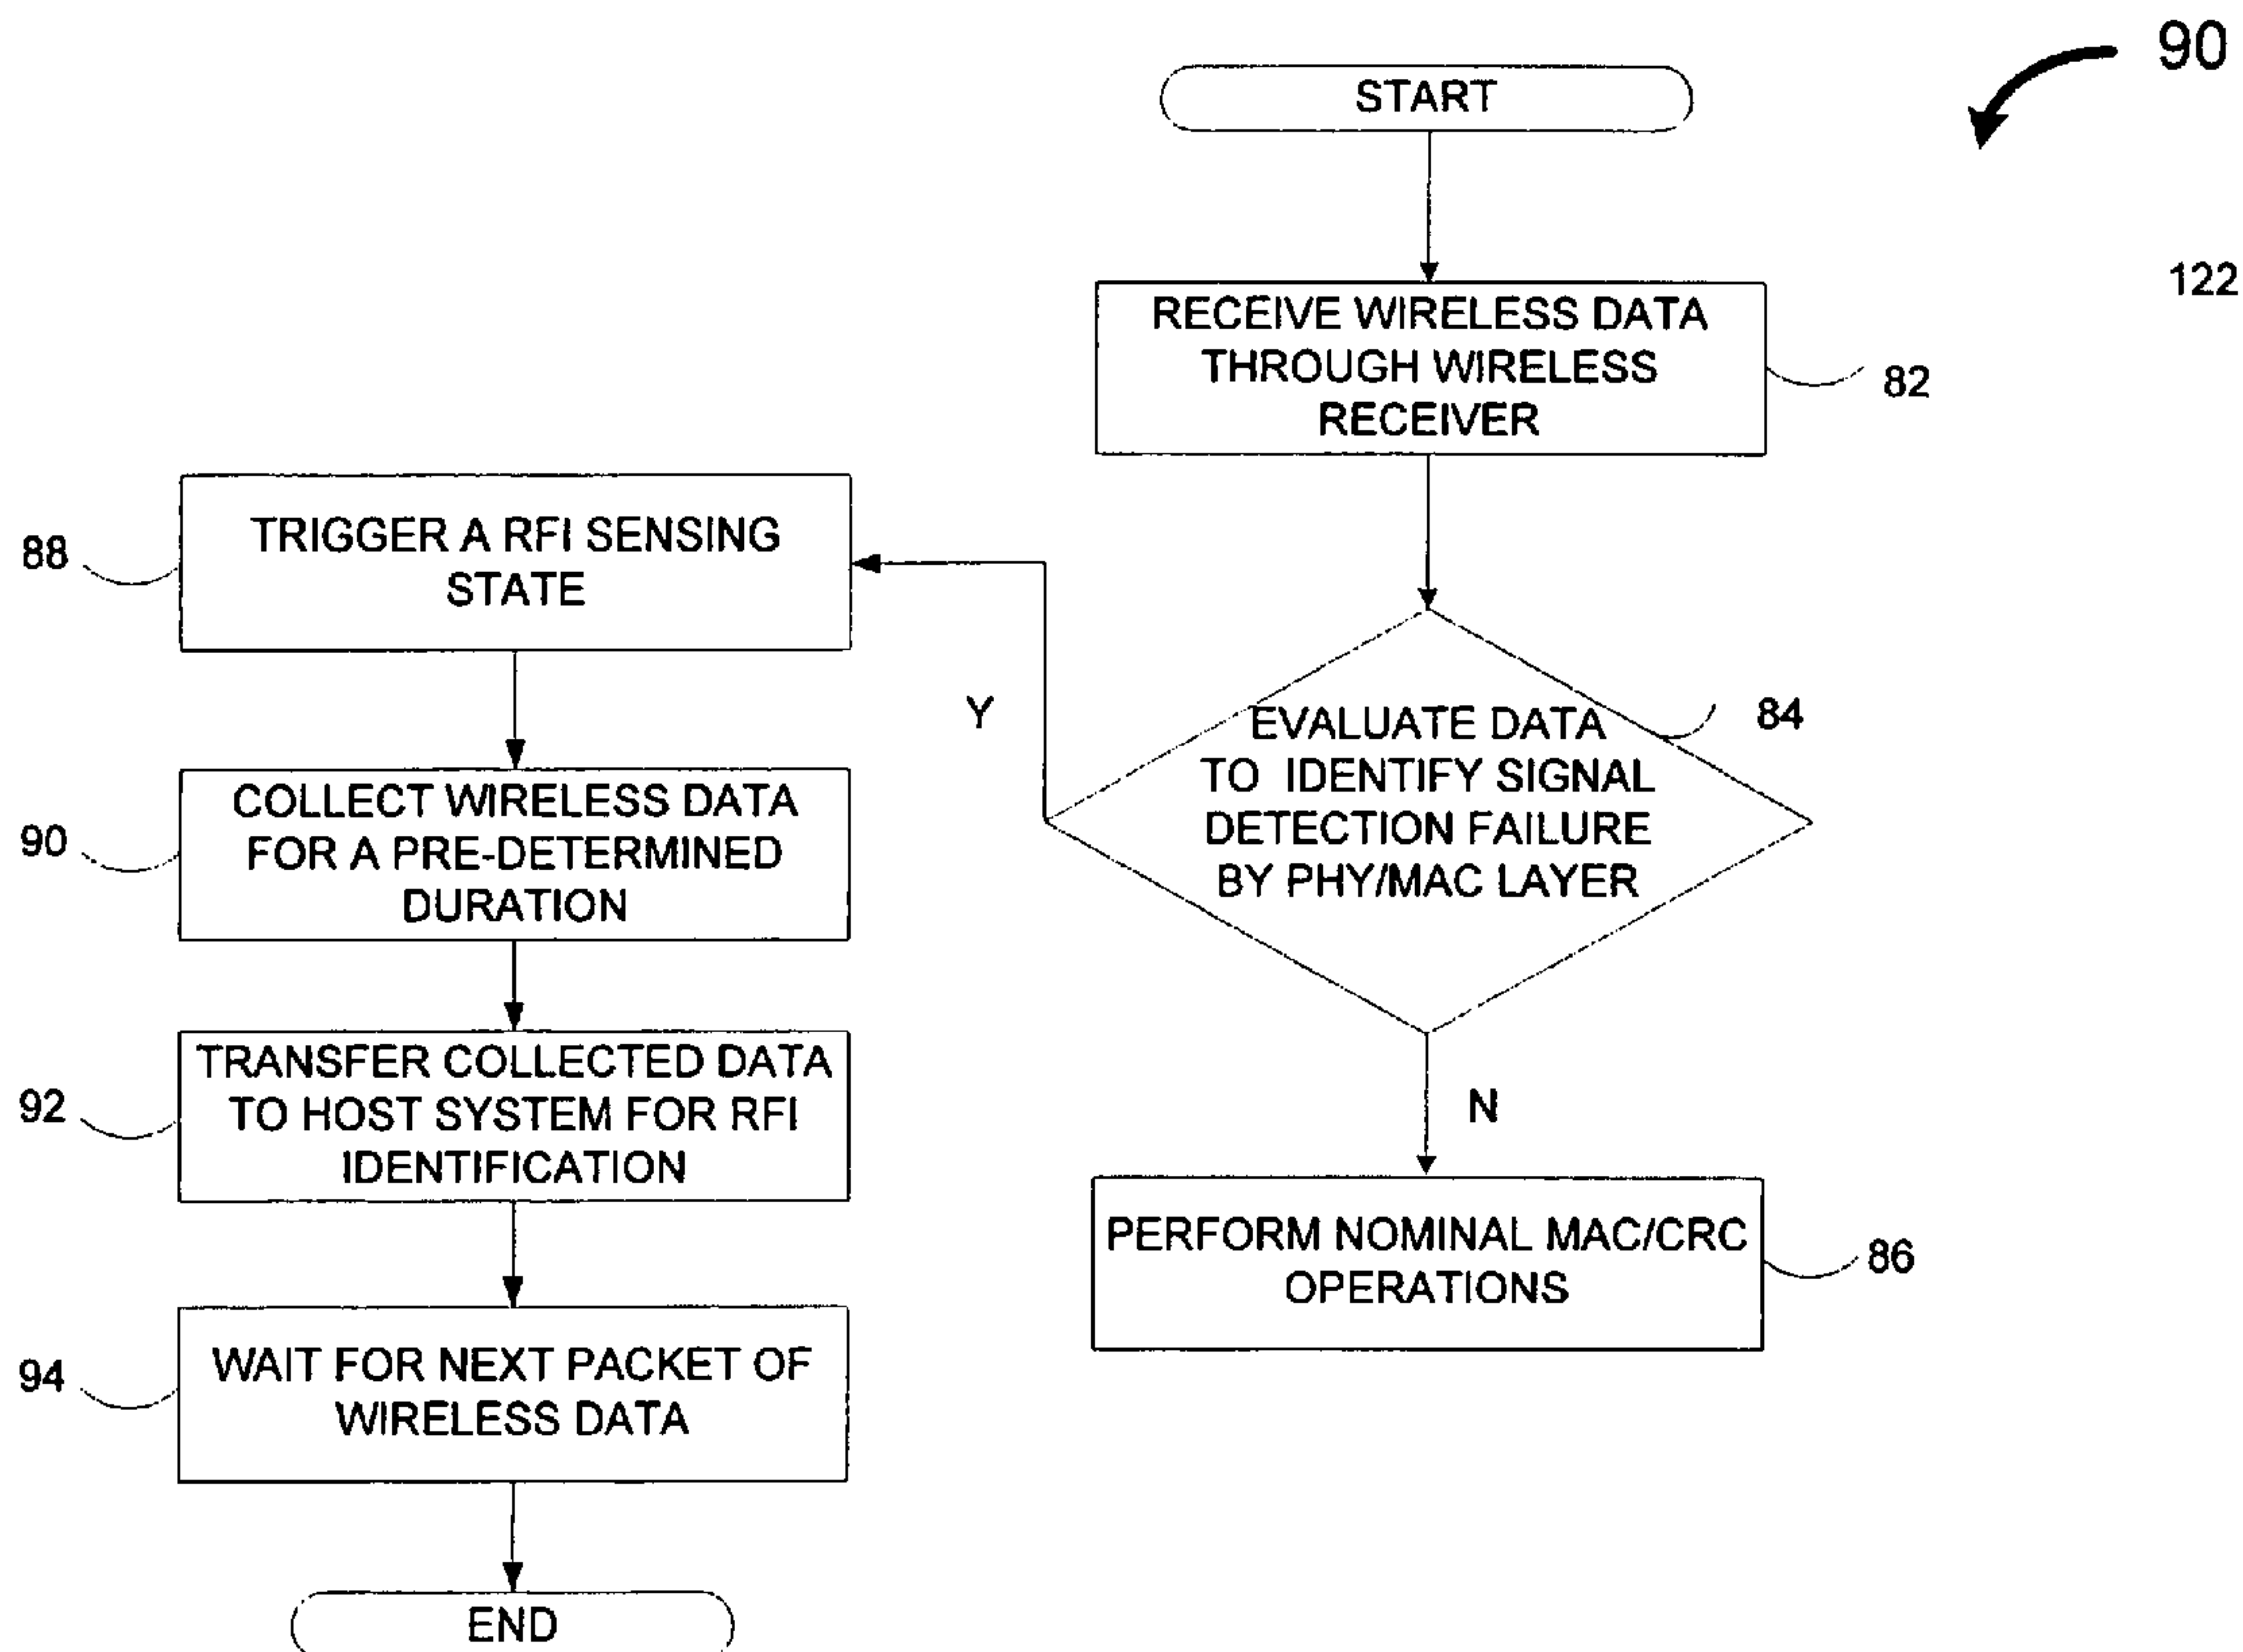 90
START
122
RECEIVE WIRELESS DATA
THROUGH WIRELESS
RECEIVER
82
TRIGGER A RFI SENSING
STATE
88
Y
EVALUATE DATA
TO IDENTIFY SIGNAL
DETECTION FAILURE
BY PHY/MAC LAYER
84
COLLECT WIRELESS DATA
FOR A PRE-DETERMINED
DURATION
90
TRANSFER COLLECTED DATA
TO HOST SYSTEM FOR RFI
IDENTIFICATION
92
N
PERFORM NOMINAL MAC/CRC
OPERATIONS
86
WAIT FOR NEXT PACKET OF
WIRELESS DATA
94
END